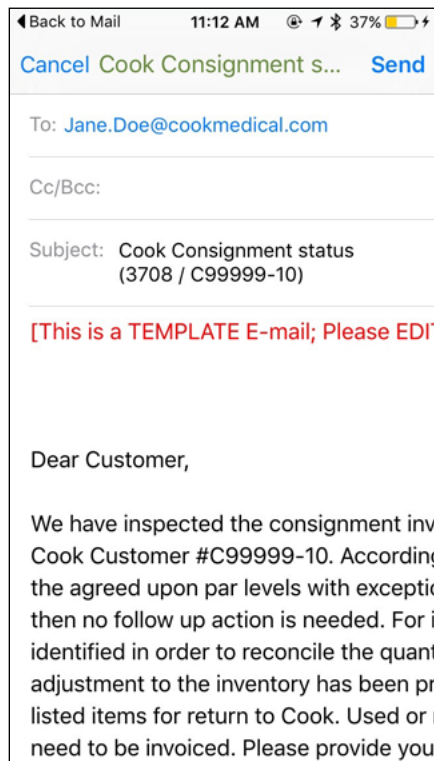 Back to Mail 11:12 AM 37%
Cancel Cook Consignment s... Send
To: Jane.Doe@cookmedical.com
Cc/Bcc:
Subject: Cook Consignment status
(3708 / C99999-10)
[This is a TEMPLATE E-mail; Please EDIT
Dear Customer,
We have inspected the consignment inv
Cook Customer #C99999-10. According
the agreed upon par levels with exceptio
then no follow up action is needed. For i
identified in order to reconcile the quant
adjustment to the inventory has been pr
listed items for return to Cook. Used or
need to be invoiced. Please provide you